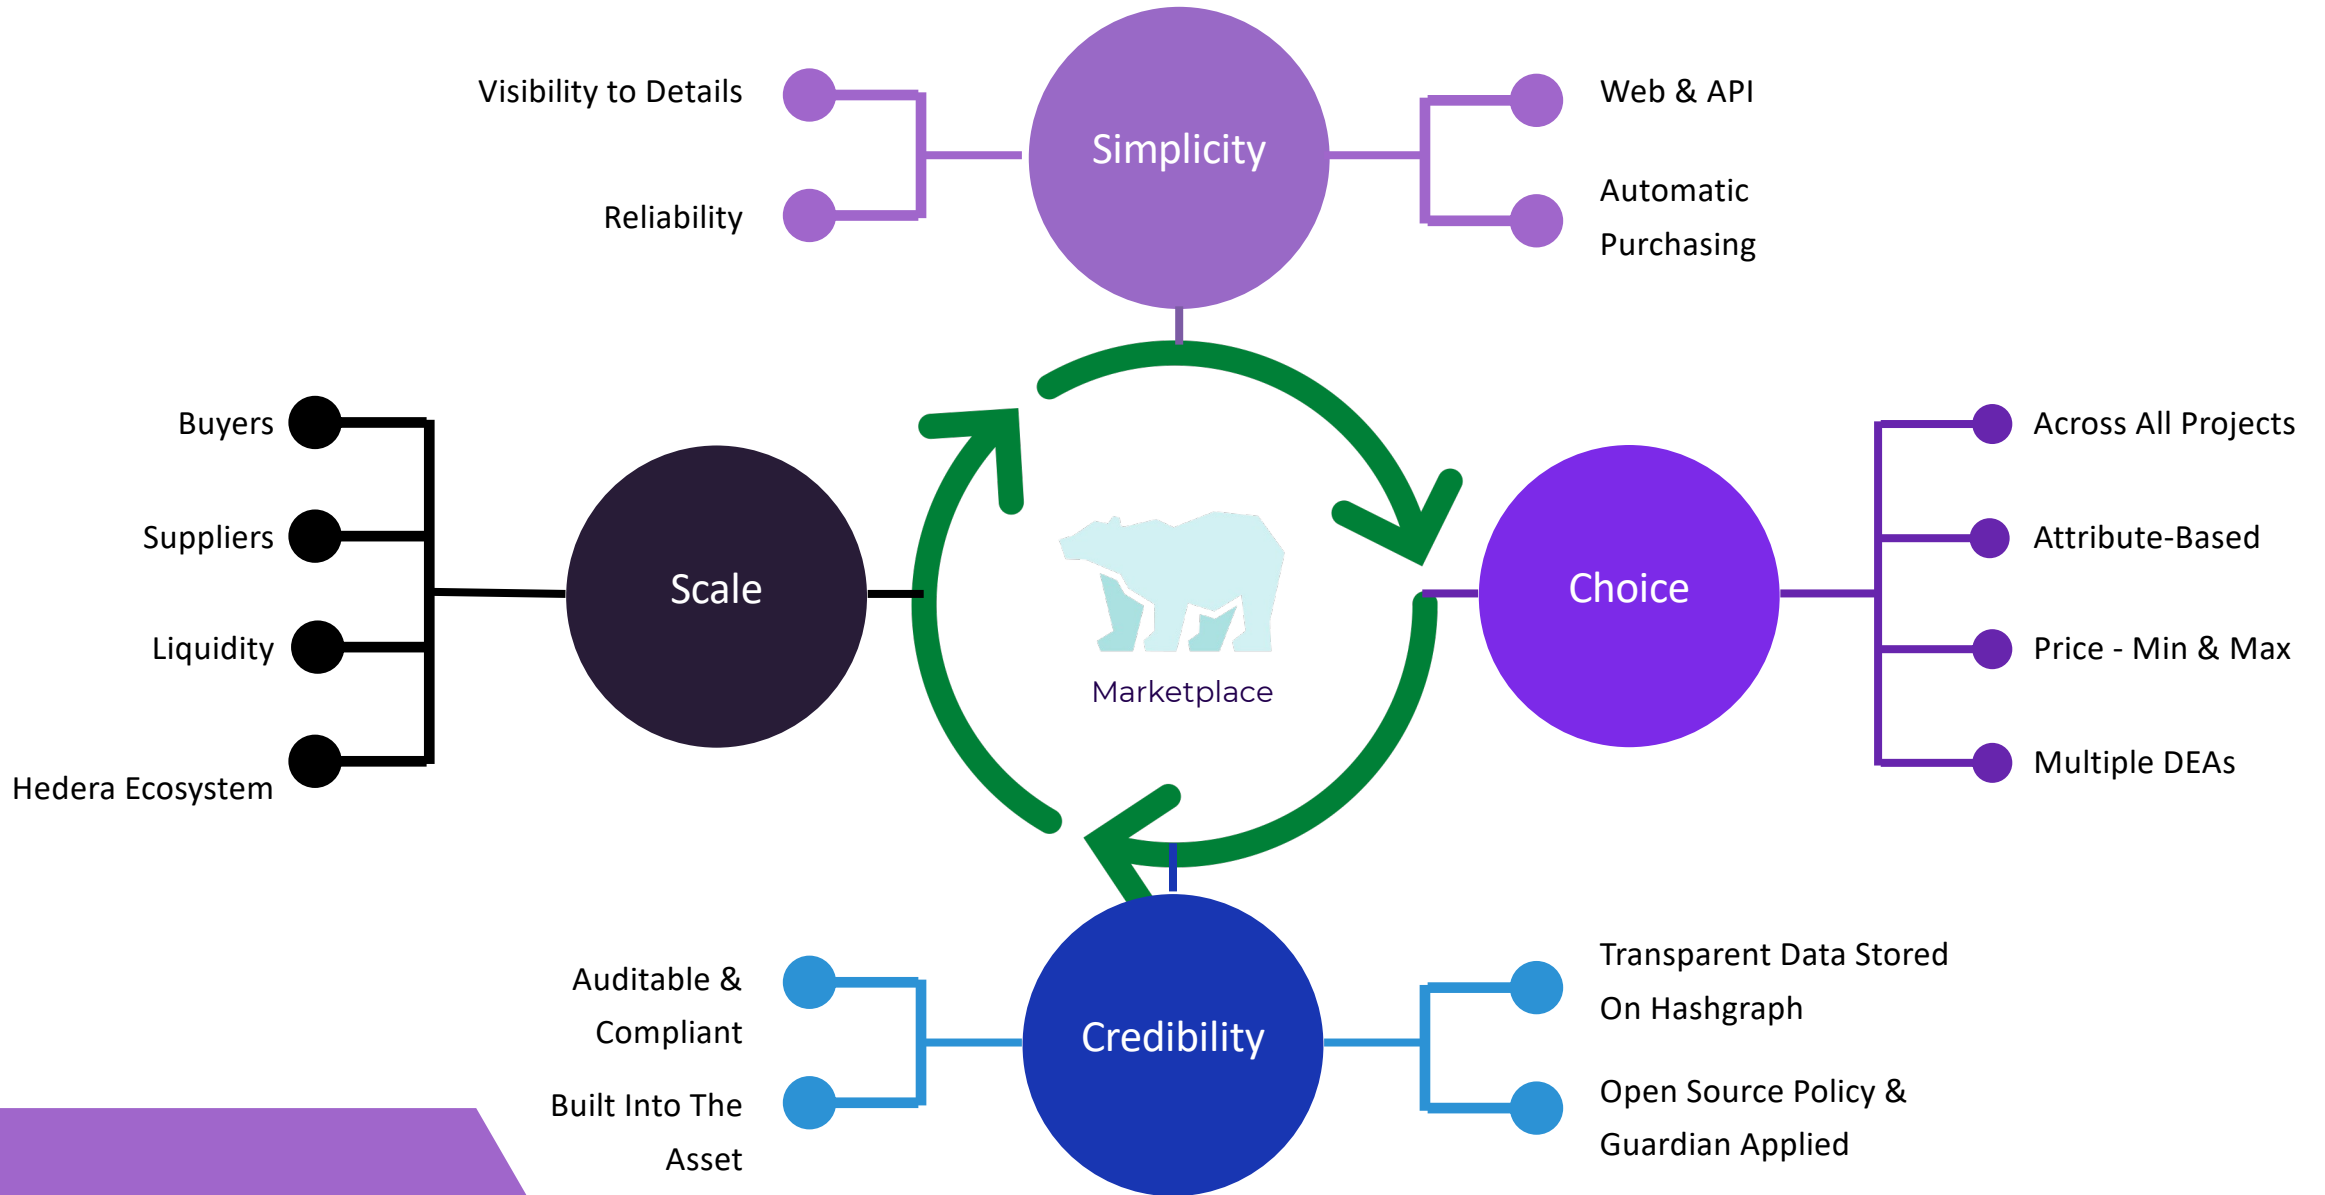 Visibility to Details
Reliability
Simplicity
Web & API
Automatic
Purchasing
Buyers
Suppliers
Liquidity
Hedera Ecosystem
Scale
Marketplace
Choice
Across All Projects
Attribute-Based
Price - Min & Max
Multiple DEAs
Auditable &
Compliant
Built Into The
Asset
Credibility
Transparent Data Stored
On Hashgraph
Open Source Policy &
Guardian Applied